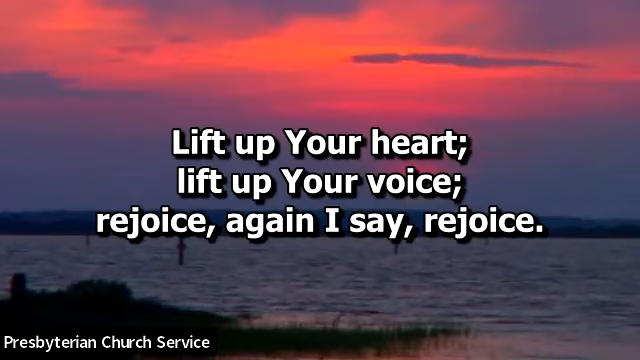 Lift up Your heart;
lift up Your voice;
rejoice, again I say, rejoice.
Presbyterian Church Service